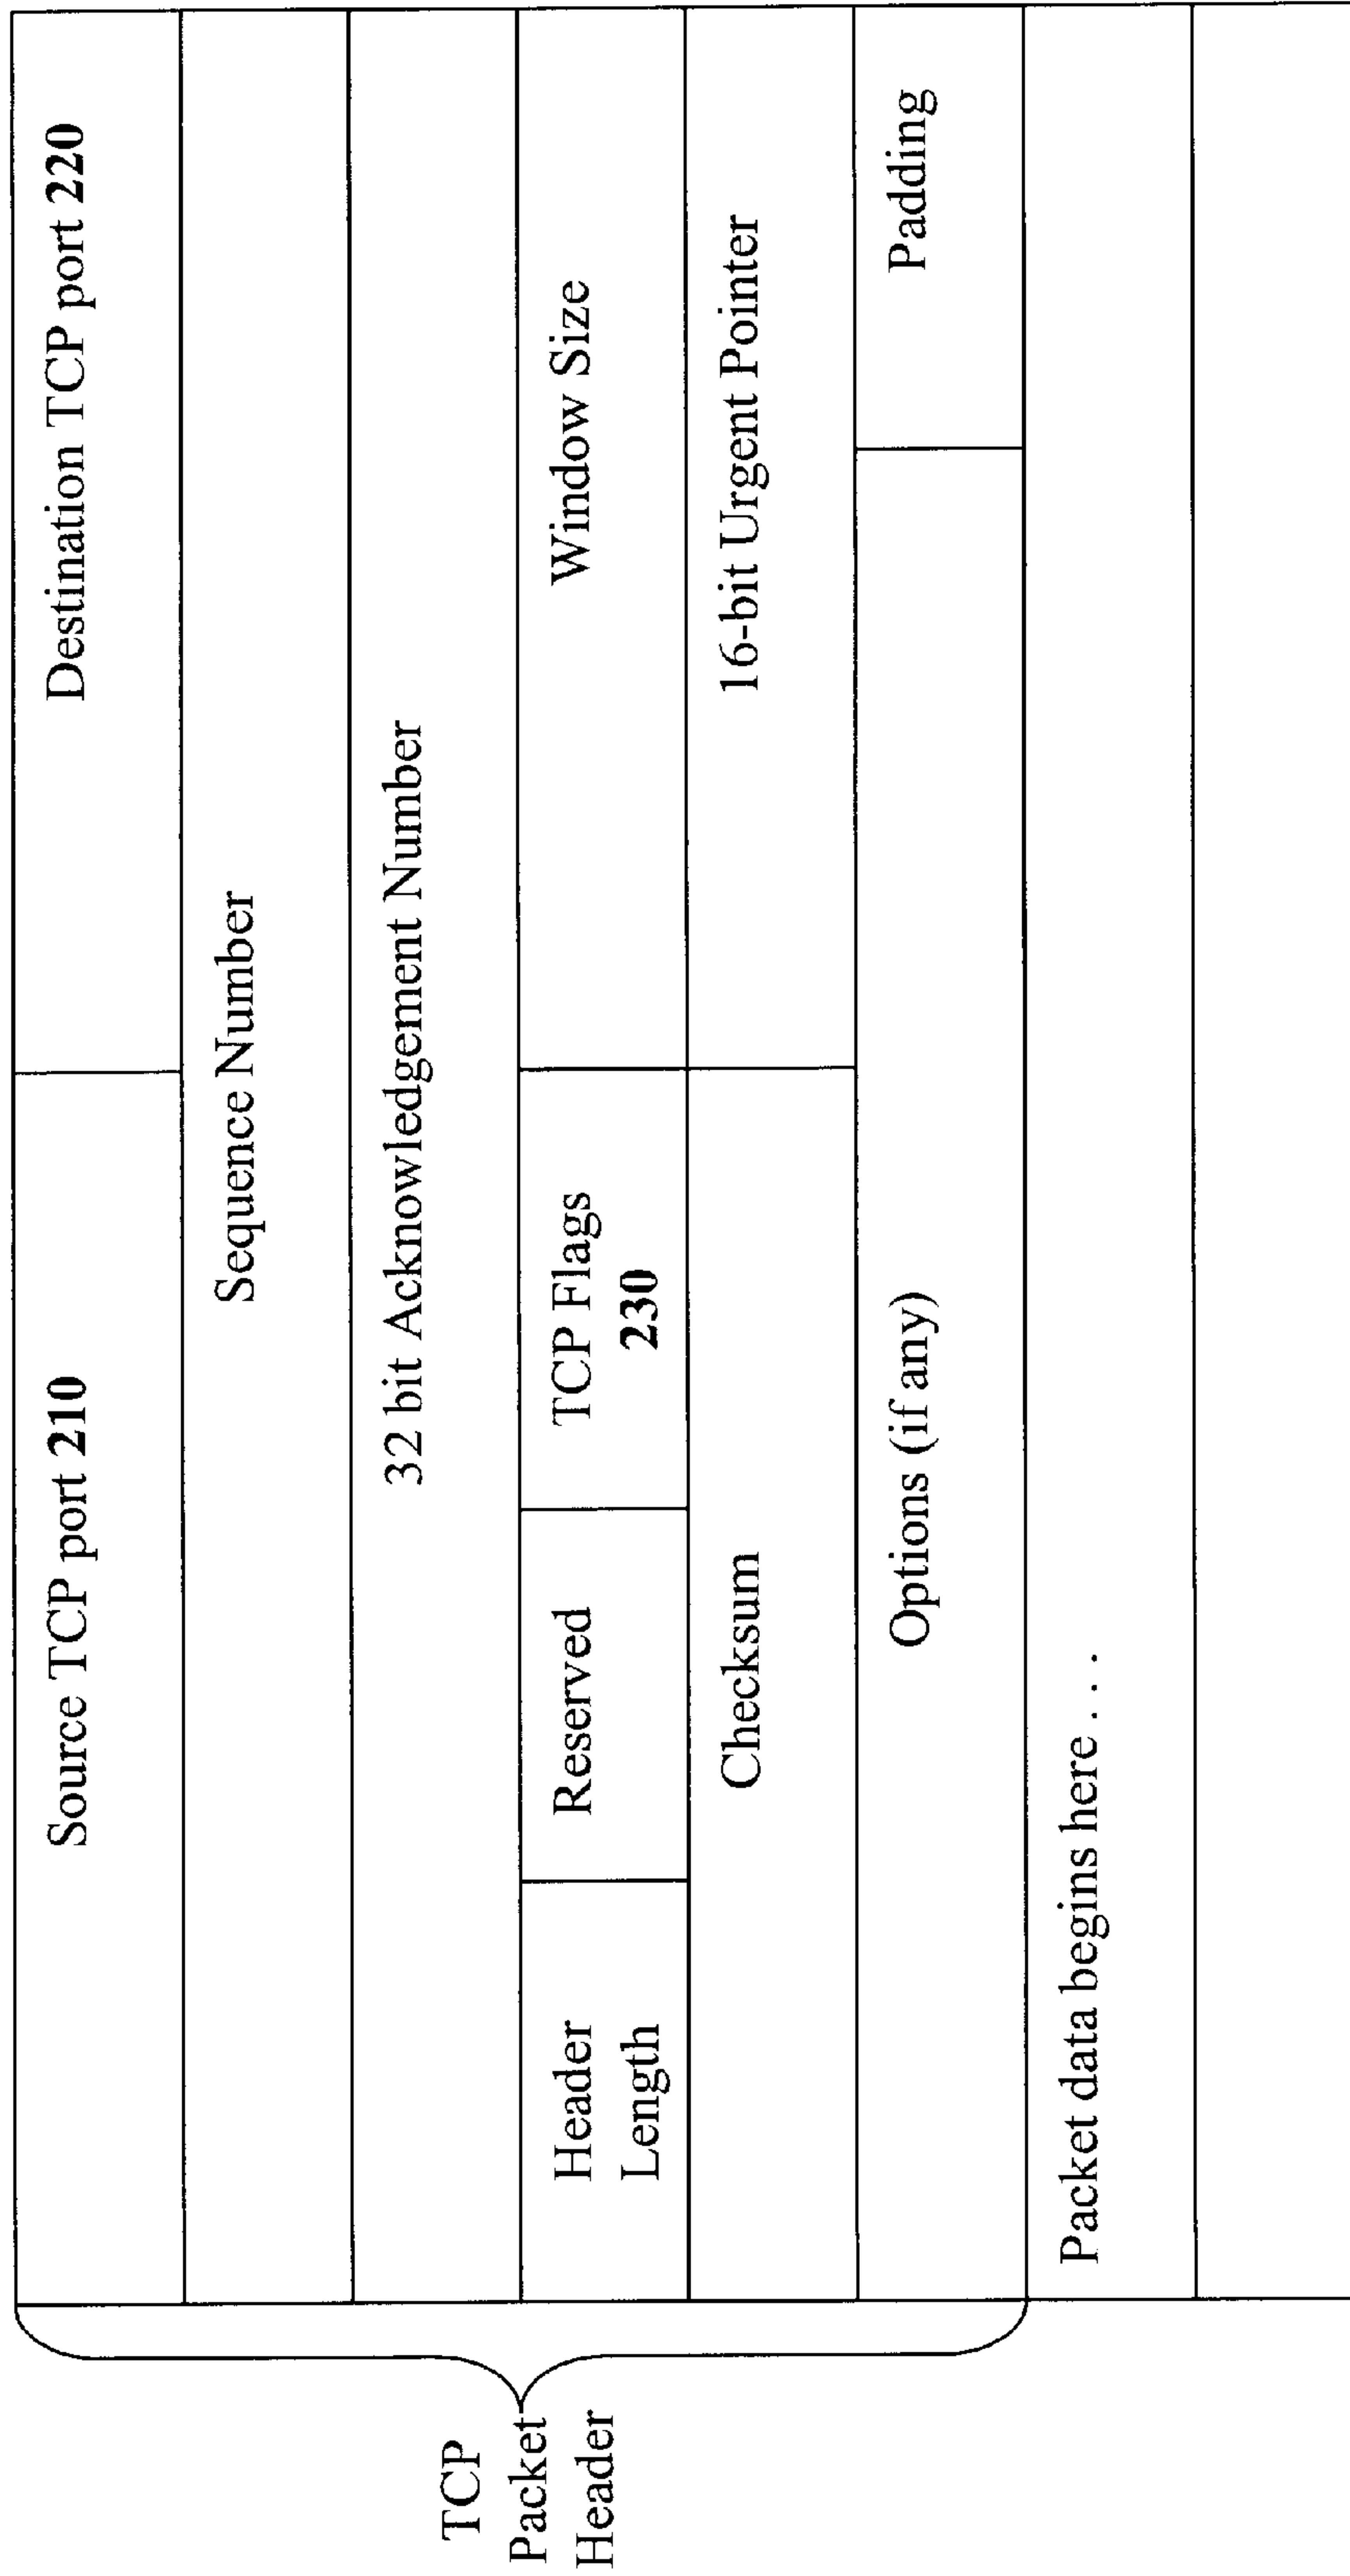 Source TCP port 210
Destination TCP port 220
Sequence Number
32 bit Acknowledgement Number
TCP
Packet
Header
Header
Length
Reserved
TCP Flags
230
Window Size
Checksum
16-bit Urgent Pointer
Options (if any)
Padding
Packet data begins here . . .